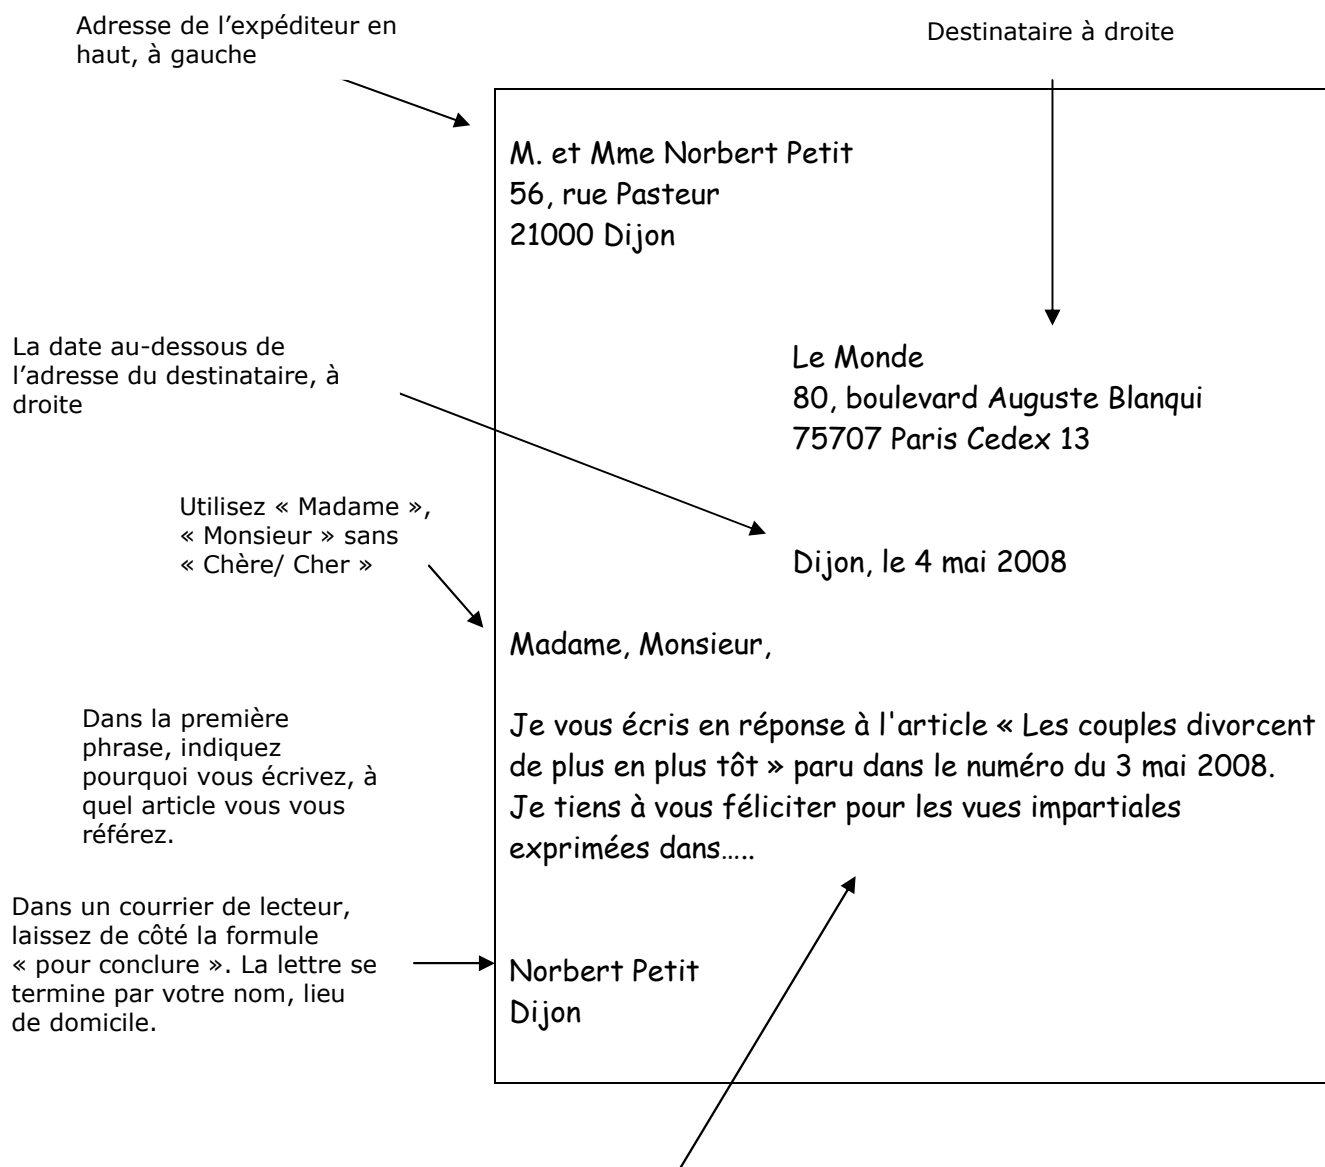 Adresse de l’expéditeur en
haut, à gauche
Destinataire à droite
M. et Mme Norbert Petit
56, rue Pasteur
21000 Dijon
La date au-dessous de
l’adresse du destinataire, à
droite
Le Monde
80, boulevard Auguste Blanqui
75707 Paris Cedex 13
Utilisez « Madame »,
« Monsieur » sans
« Chère/ Cher »
Dijon, le 4 mai 2008
Madame, Monsieur,
Dans la première
phrase, indiquez
pourquoi vous écrivez, à
quel article vous vous
référez.
Je vous écris en réponse à l'article « Les couples divorcent
de plus en plus tôt » paru dans le numéro du 3 mai 2008.
Je tiens à vous féliciter pour les vues impartiales
exprimées dans…..
Dans un courrier de lecteur,
laissez de côté la formule
« pour conclure ». La lettre se
termine par votre nom, lieu
de domicile.
Norbert Petit
Dijon